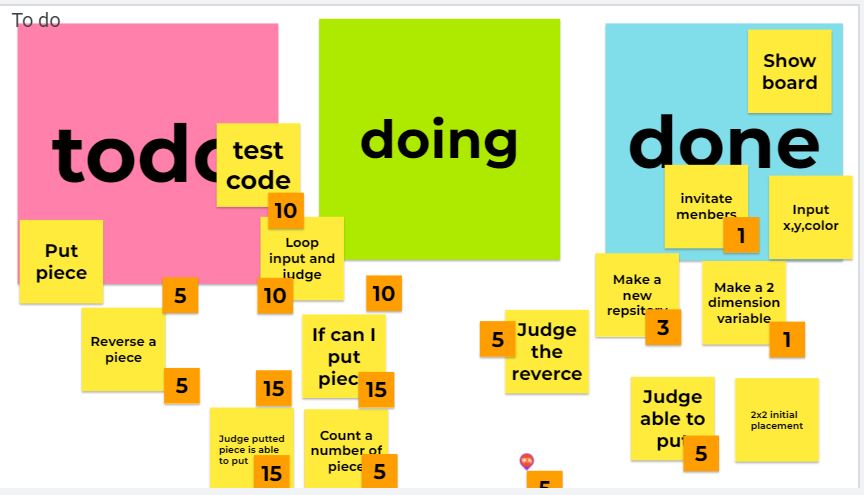 To do
todo
doing
done
Show
board
test
code
10
invitate
menbers
1
Input
x,y,color
Put
piece
Loop
input and
judge
10
5
10
Make a
new
repsitory
3
Make a 2
dimension
variable
1
Reverse a
piece
5
If can I
put
piece
15
5
Judge
the
reverce
15
Judge
able to
put
5
2x2 initial
placement
Judge putted
piece is able
to put
15
Count a
number of
piece
5
5